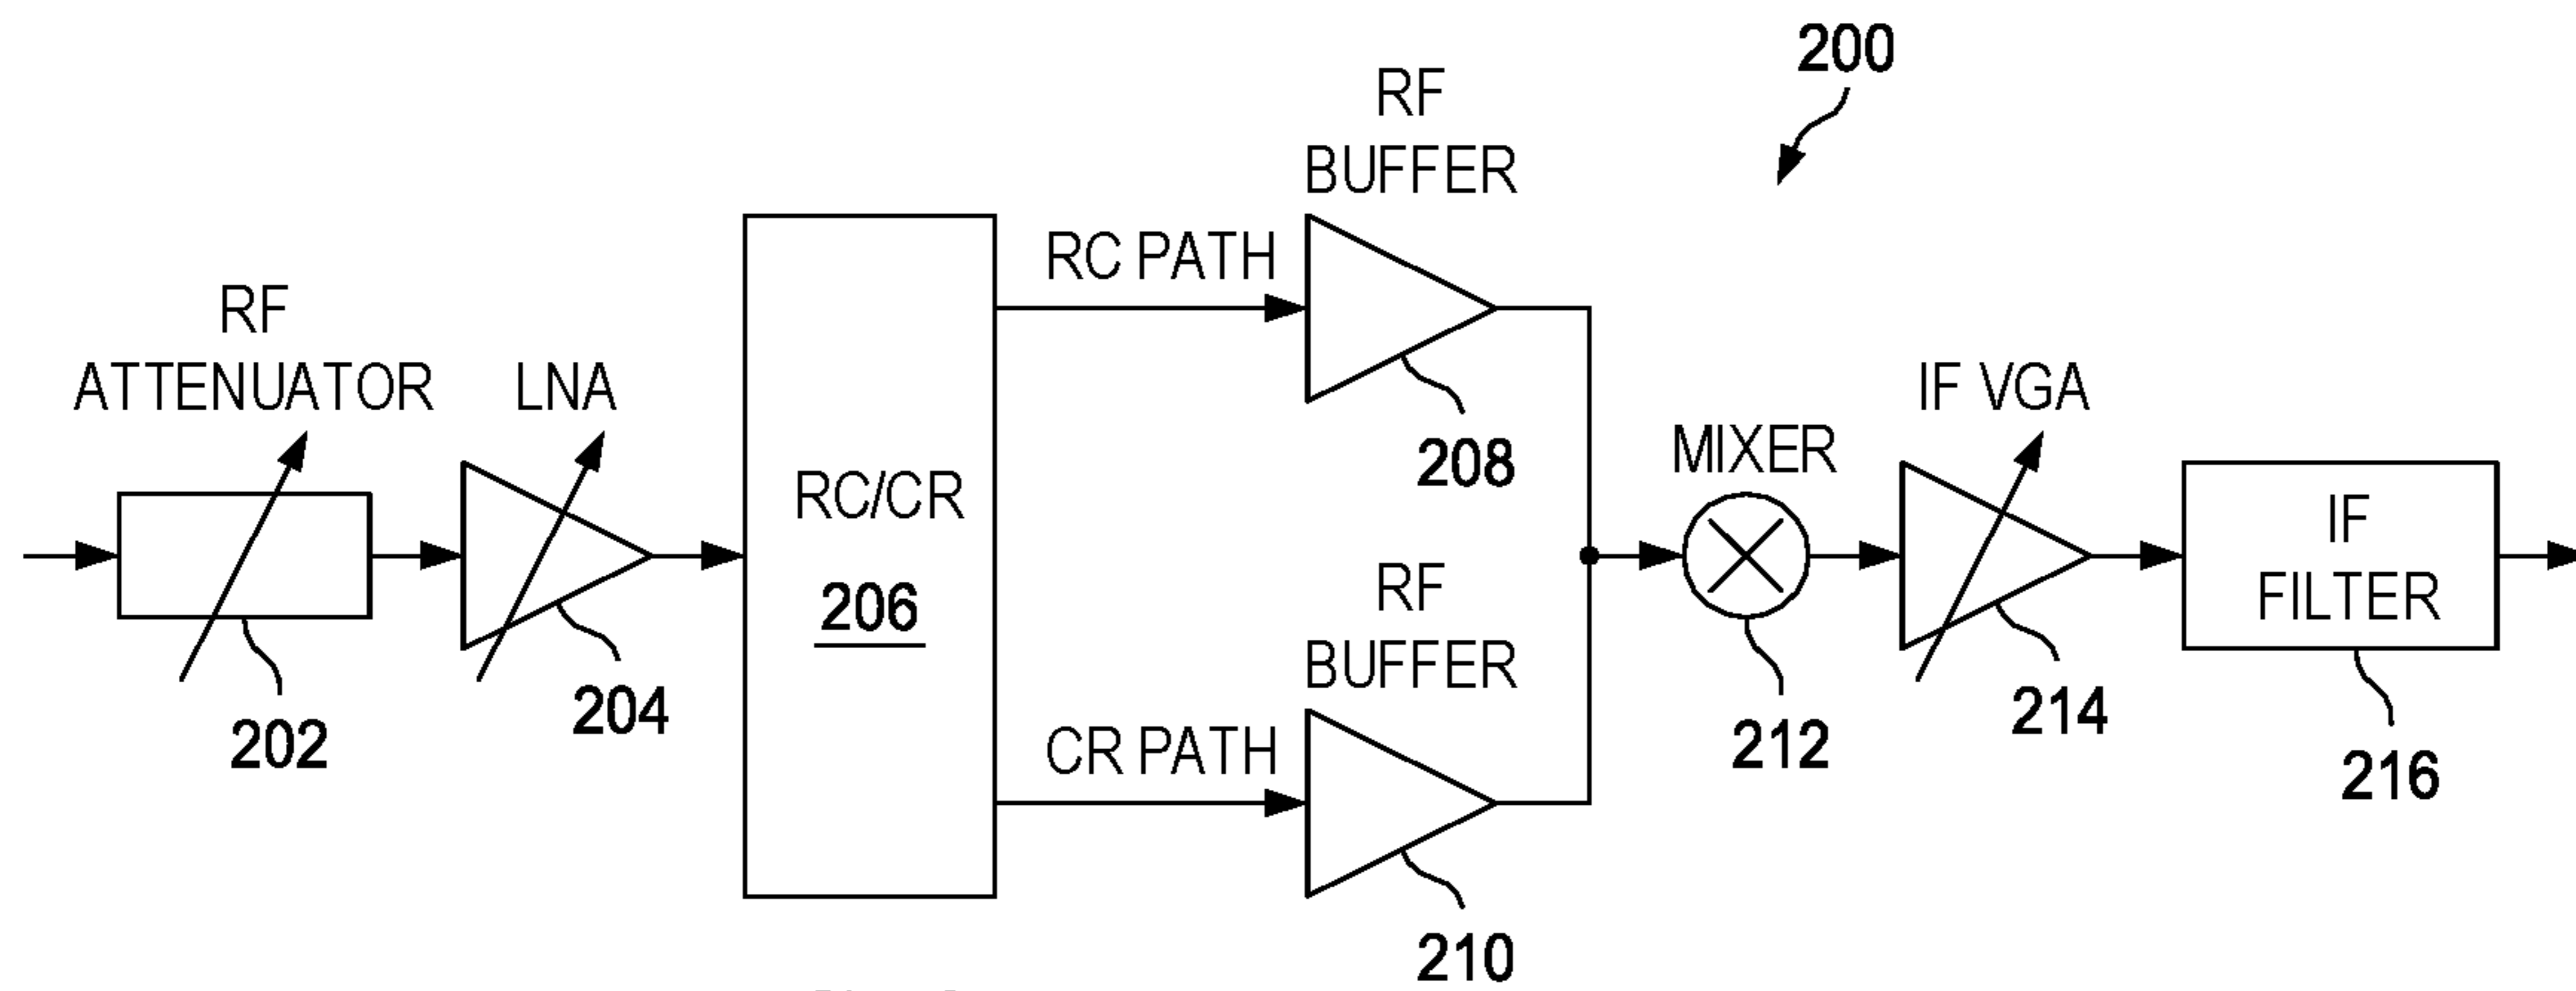 200
RF
BUFFER
RC PATH
RF
ATTENUATOR
LNA
IF VGA
MIXER
208
RC/CR
206
IF
FILTER
RF
BUFFER
204
202
CR PATH
212
214
216
210